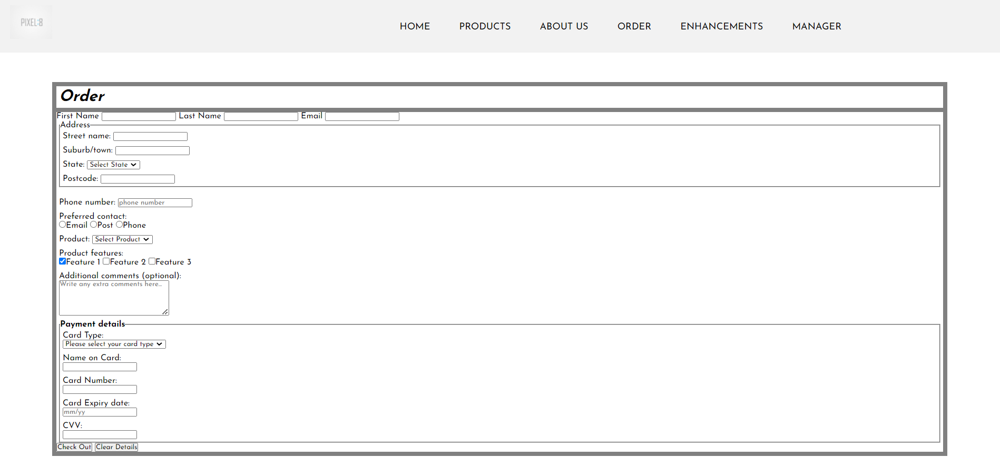 PIXEL:8
HOME PRODUCTS ABOUT US ORDER ENHANCEMENTS MANAGER
Order
First Name Last Name Email
Address
Street name:
Suburb/town:
State: Select State
Postcode:
Phone number: phone number
Preferred contact:
Email Post Phone
Product: Select Product
Product features:
Feature 1 Feature 2 Feature 3
Additional comments (optional):
Write any extra comments here...
Payment details
Card Type:
Please select your card type
Name on Card:
Card Number:
Card Expiry date:
mm/yy
CVV:
Check Out Clear Details